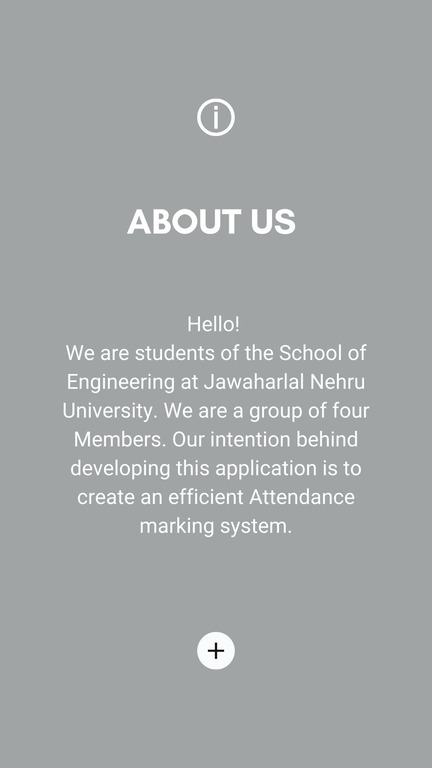 ABOUT US
Hello!
We are students of the School of
Engineering at Jawaharlal Nehru
University. We are a group of four
Members. Our intention behind
developing this application is to
create an efficient Attendance
marking system.